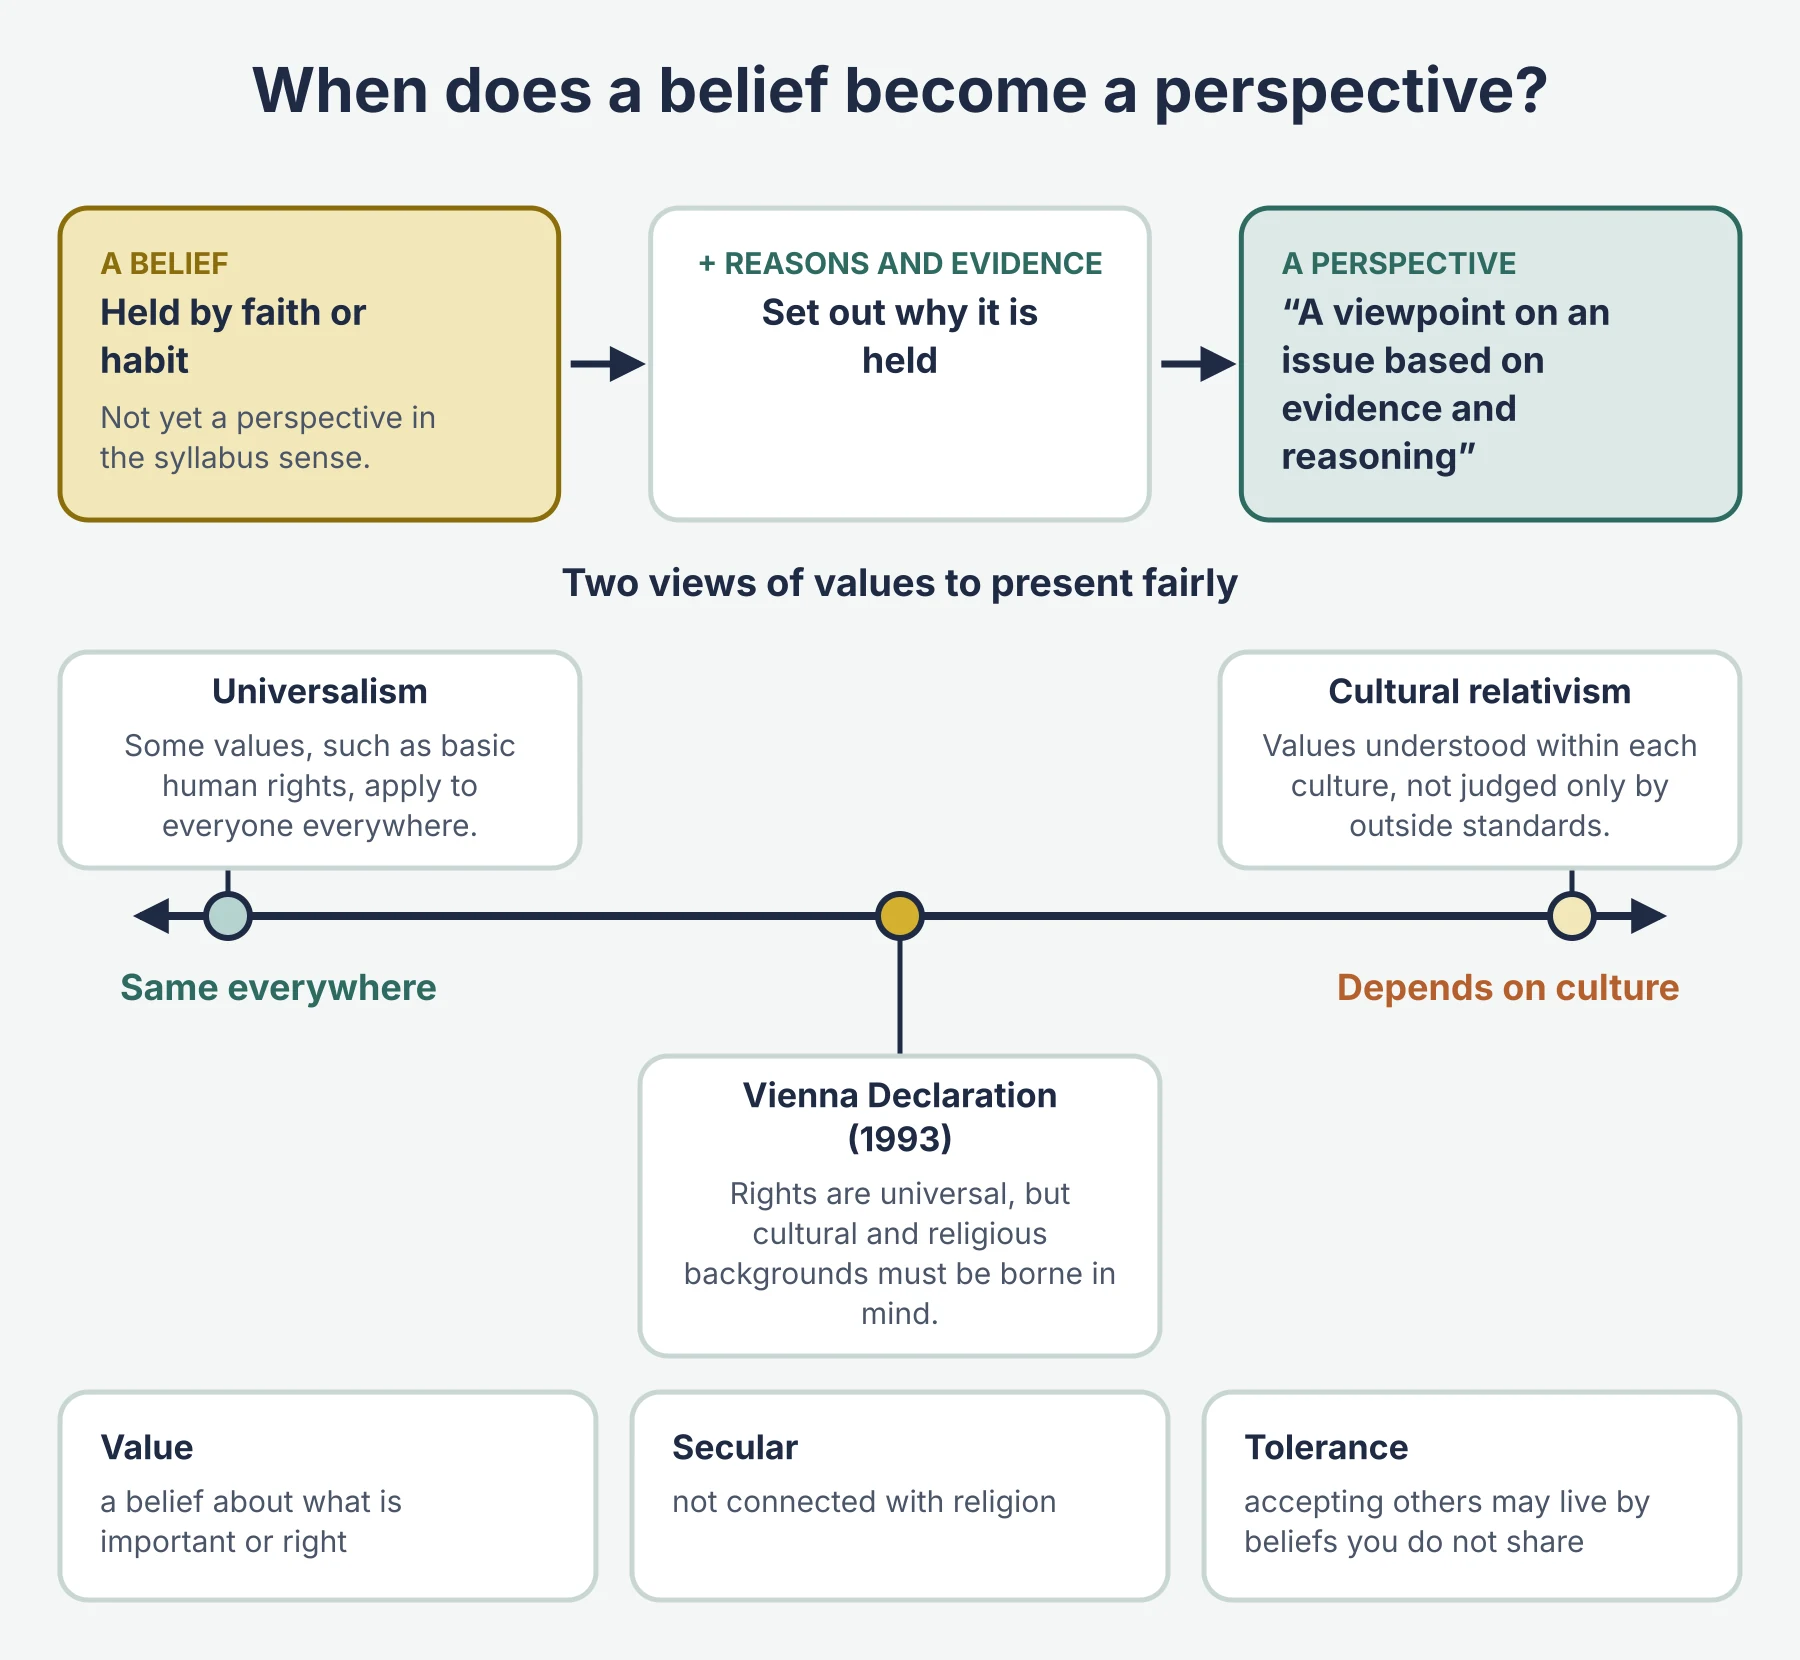 When does a belief become a perspective?
A BELIEF
Held by faith or
habit
Not yet a perspective in
the syllabus sense.
+ REASONS AND EVIDENCE
Set out why it is
held
A PERSPECTIVE
“A viewpoint on an
issue based on
evidence and
reasoning”
Two views of values to present fairly
Universalism
Some values, such as basic
human rights, apply to
everyone everywhere.
Cultural relativism
Values understood within each
culture, not judged only by
outside standards.
Same everywhere
Depends on culture
Vienna Declaration
(1993)
Rights are universal, but
cultural and religious
backgrounds must be borne in
mind.
Value
a belief about what is
important or right
Secular
not connected with religion
Tolerance
accepting others may live by
beliefs you do not share